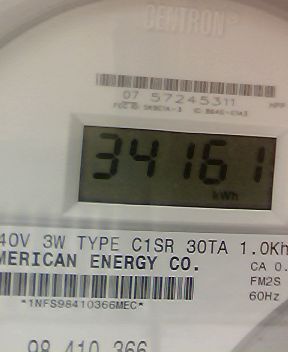 CENTRON®
07 57245311
34161
kWh
40V 3W TYPE C1SR 30TA 1.0Kh
MERICAN ENERGY CO.
CA 0.
FM2S
60Hz
*1NFS98410366MEC*
98 410 366